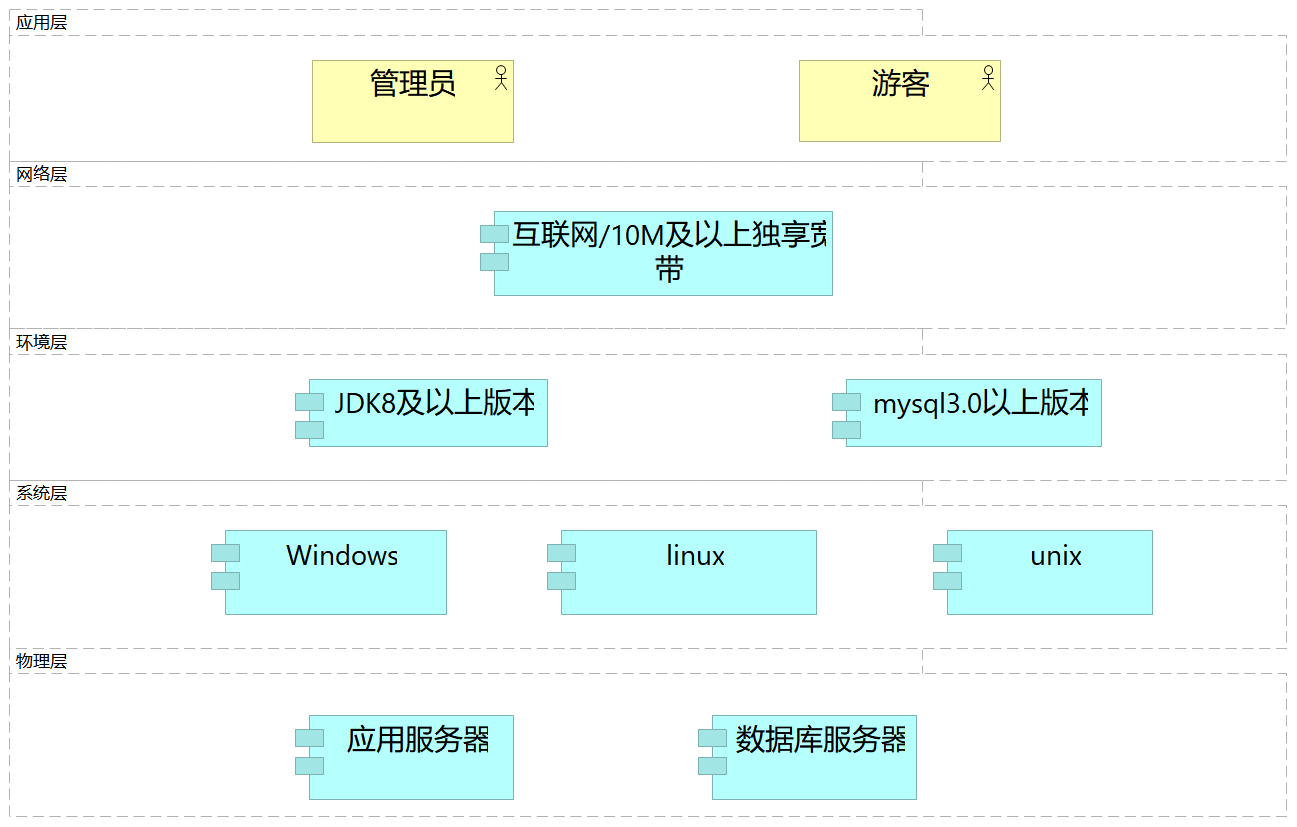 应用层
管理员
游客
网络层
互联网/10M及以上独享宽
带
环境层
JDK8及以上版本
mysql3.0以上版本
系统层
Windows
linux
unix
物理层
应用服务器
数据库服务器